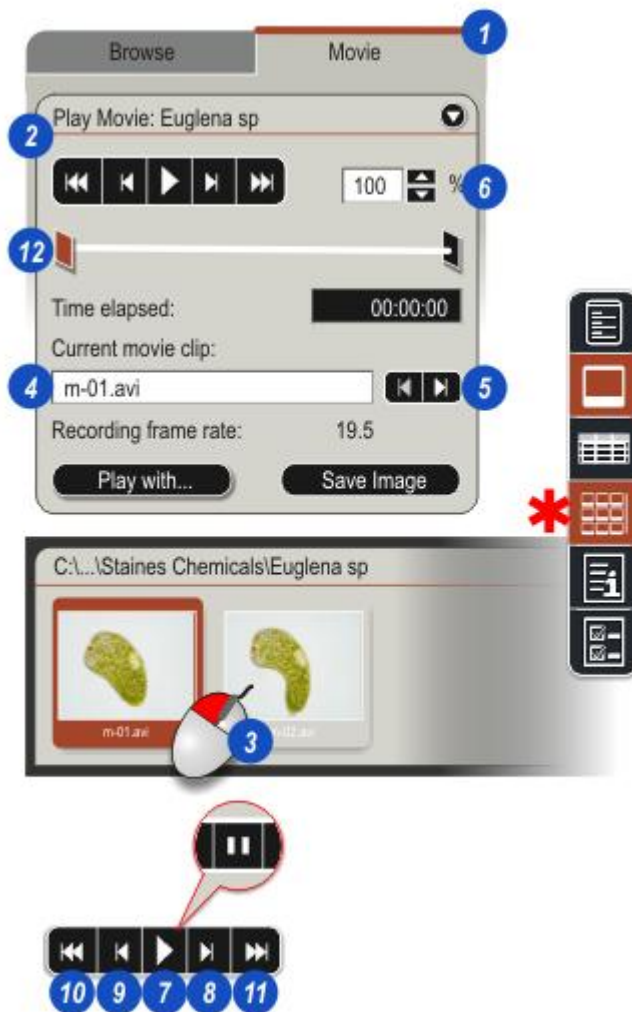 Browse
Movie
1
Play Movie: Euglena sp
2
100
%
6
12
Time elapsed:
00:00:00
Current movie clip:
4
m-01.avi
5
Recording frame rate:
19.5
Play with...
Save Image
*
C:\...\Staines Chemicals\Euglena sp
m-01.avi
3
-02.avi
10
9
7
8
11